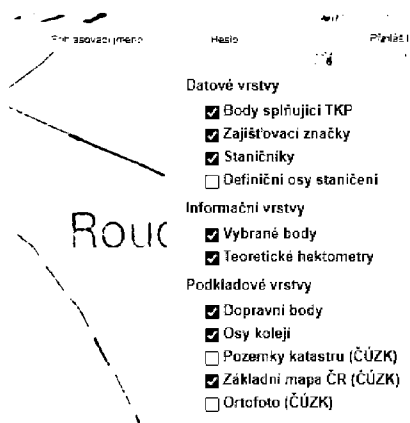 Heslo
Datové vrstvy
Body splňující TKP
Zajišťovací značky
Staničníky
Definiční osy staničení
Informační vrstvy
Rouc
Vybrané body
Teoretické hektometry
Podkladové vrstvy
Dopravní body
Osy kolejí
Pozemky katastru (ČÚZK)
Základní mapa ČR (ČÚZK)
Ortofoto (ČÚZK)